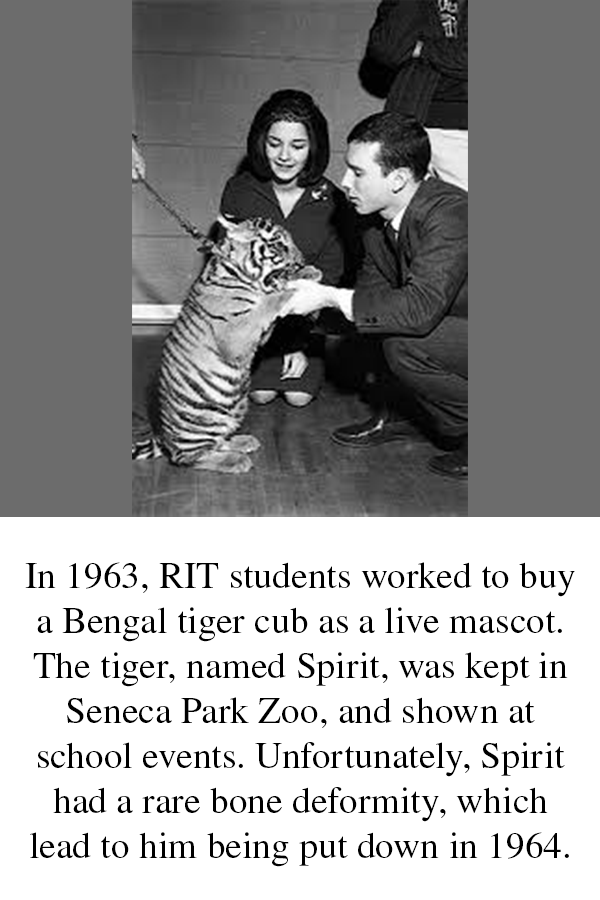 In 1963, RIT students worked to buy
a Bengal tiger cub as a live mascot.
The tiger, named Spirit, was kept in
Seneca Park Zoo, and shown at
school events. Unfortunately, Spirit
had a rare bone deformity, which
lead to him being put down in 1964.